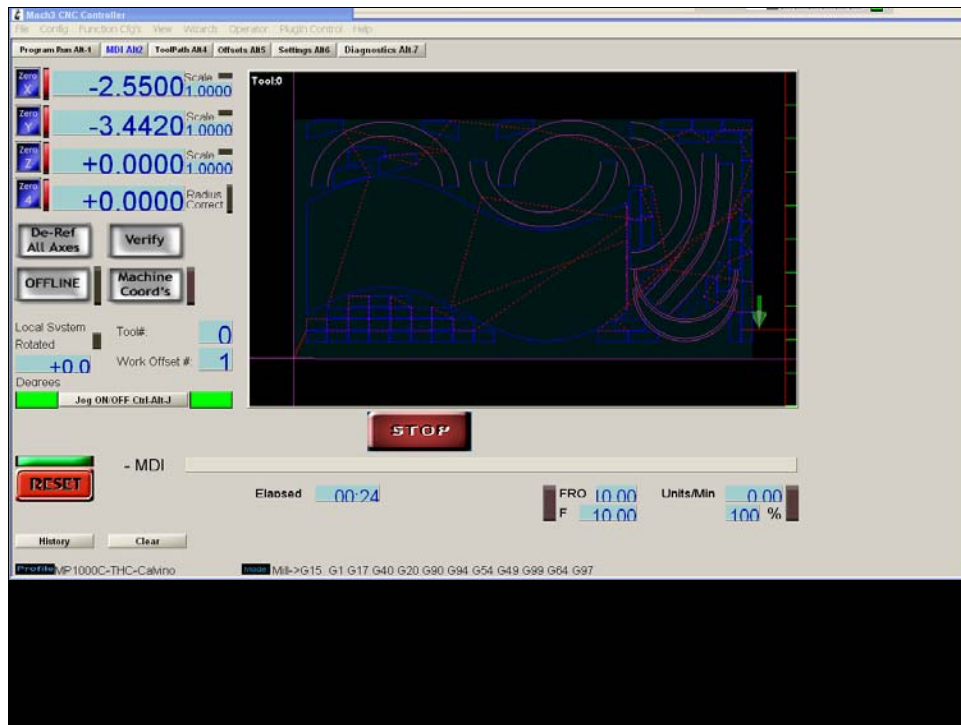 Mach3 CNC Controller
File Config Function Cfg's View Wizards Operator Plugin Control Help
Program Run Alt-1 MDI Alt2 ToolPath Alt4 Offsets Alt5 Settings Alt6 Diagnostics Alt-7
Zero X -2.5500 Scale 1.0000
Zero Y -3.4420 Scale 1.0000
Zero Z +0.0000 Scale 1.0000
Zero 4 +0.0000 Radius Correct
Tool:0
De-Ref All Axes Verify
OFFLINE Machine Coord's
Local System Rotated +0.0 Degrees
Tool#: 0
Work Offset #: 1
Jog ON/OFF Ctrl-Alt-J
STOP
- MDI
RESET
Elapsed 00:24
FRO 10.00 Units/Min 0.00
F 10.00 100 %
History Clear
Profile MP1000C-THC-Calvino
Mode Mill->G15 G1 G17 G40 G20 G90 G94 G54 G49 G99 G64 G97